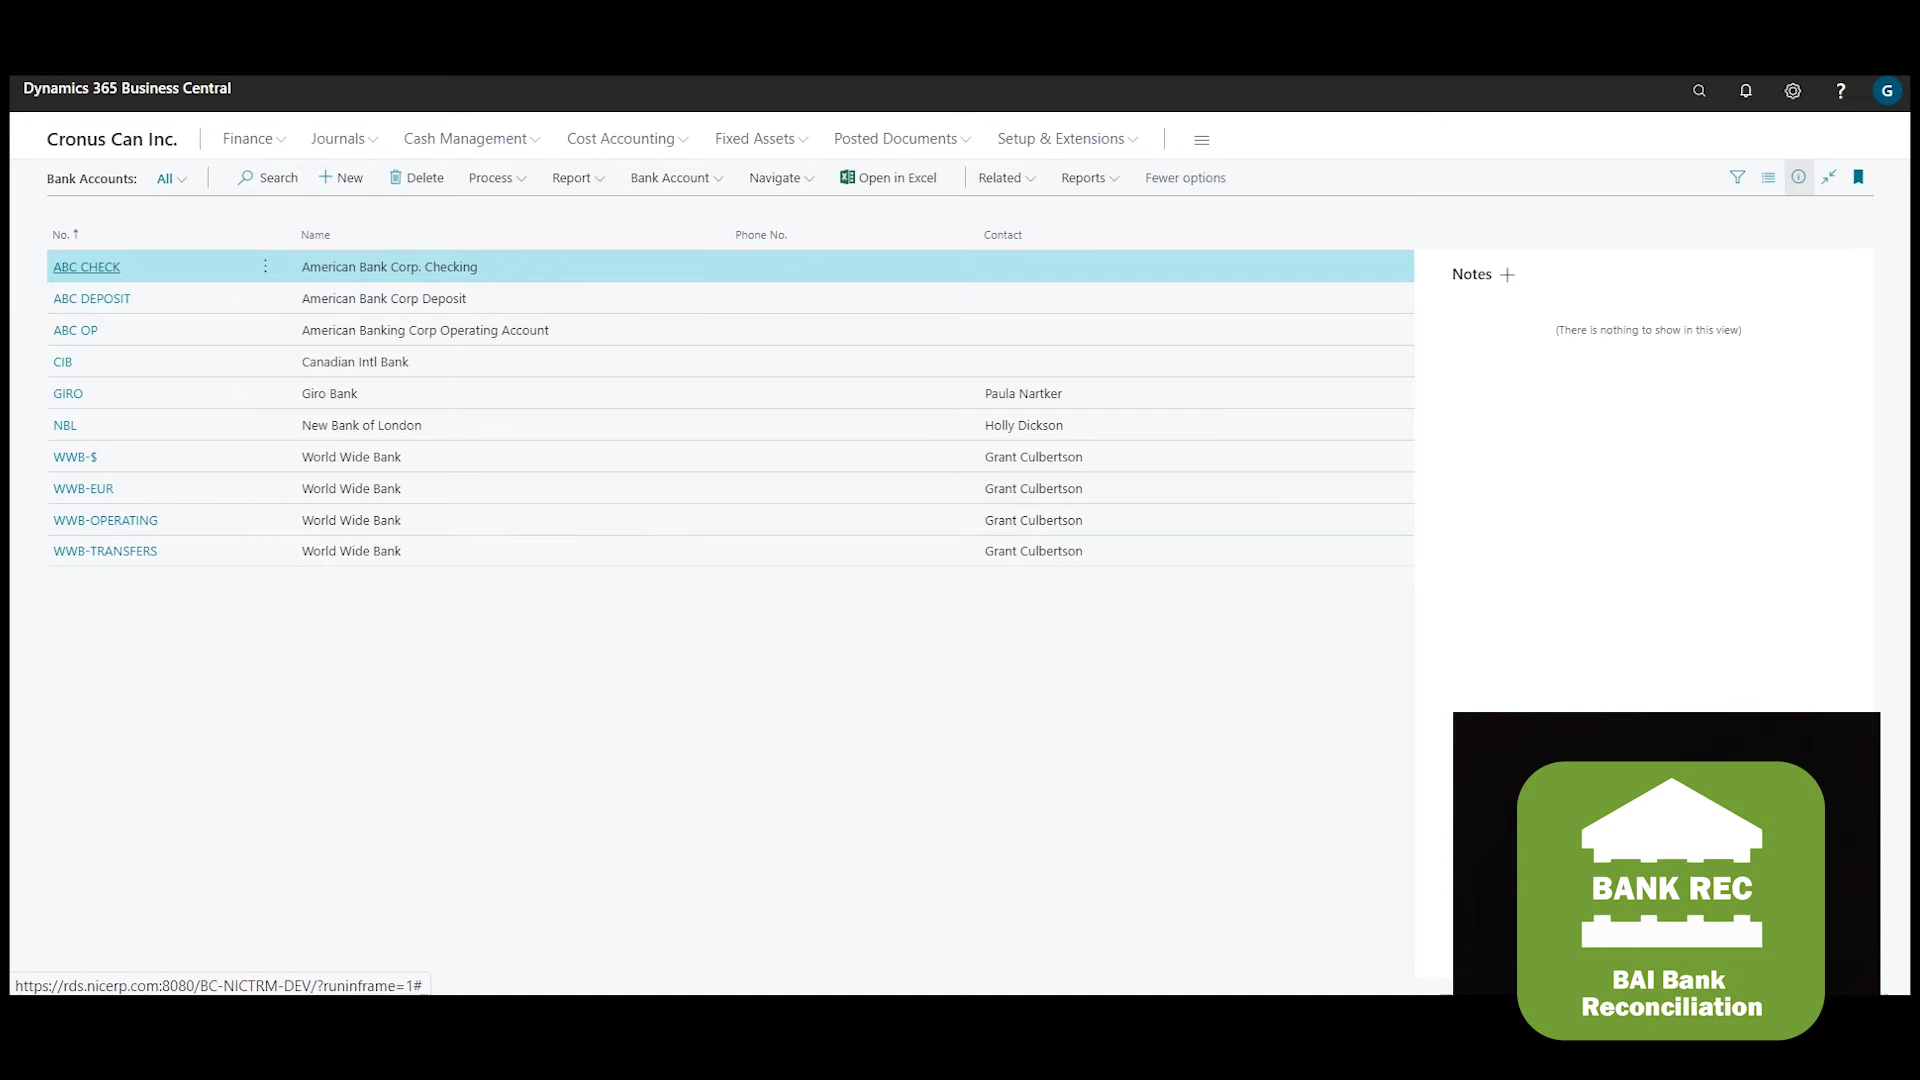 Dynamics 365 Business Central
? G
Cronus Can Inc. Finance Journals Cash Management Cost Accounting Fixed Assets Posted Documents Setup & Extensions
Bank Accounts: All Search New Delete Process Report Bank Account Navigate Open in Excel Related Reports Fewer options
No. ↑ Name Phone No. Contact
ABC CHECK American Bank Corp. Checking
ABC DEPOSIT American Bank Corp Deposit
ABC OP American Banking Corp Operating Account
CIB Canadian Intl Bank
GIRO Giro Bank Paula Nartker
NBL New Bank of London Holly Dickson
WWB-$ World Wide Bank Grant Culbertson
WWB-EUR World Wide Bank Grant Culbertson
WWB-OPERATING World Wide Bank Grant Culbertson
WWB-TRANSFERS World Wide Bank Grant Culbertson
Notes
(There is nothing to show in this view)
https://rds.nicerp.com:8080/BC-NICTRM-DEV/?runinframe=1#
BANK REC
BAI Bank
Reconciliation